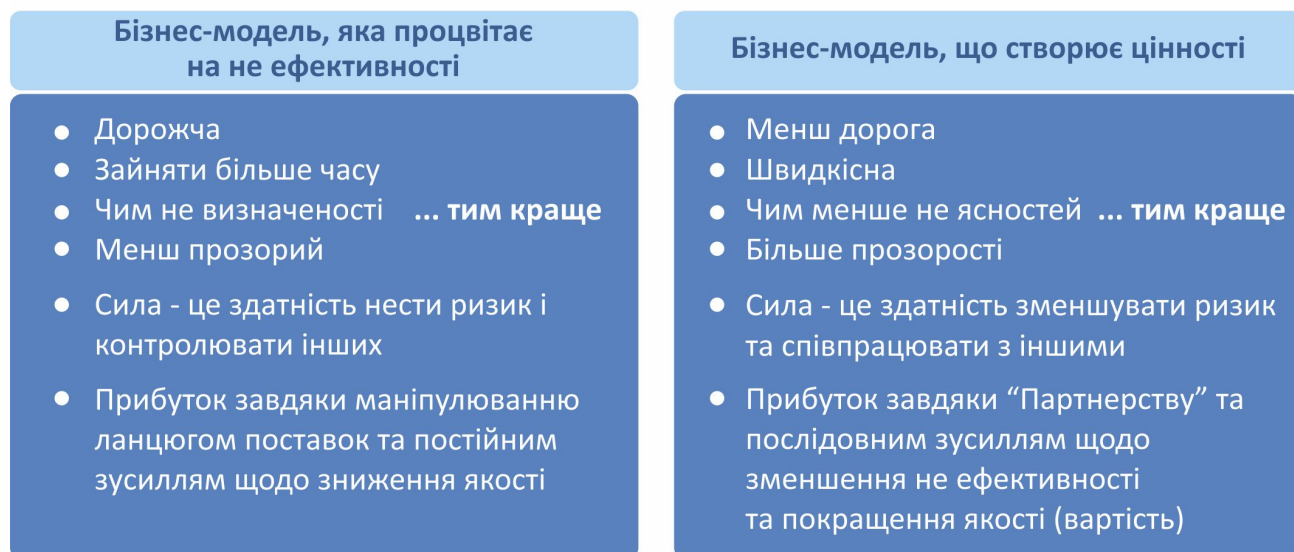 Бізнес-модель, яка процвітає
на не ефективності
Дорожча
Зайняти більше часу
Чим не визначеності ... тим краще
Менш прозорий
Сила - це здатність нести ризик і
контролювати інших
Прибуток завдяки маніпулюванню
ланцюгом поставок та постійним
зусиллям щодо зниження якості
Бізнес-модель, що створює цінності
Менш дорога
Швидкісна
Чим менше не ясностей ... тим краще
Більше прозорості
Сила - це здатність зменшувати ризик
та співпрацювати з іншими
Прибуток завдяки “Партнерству” та
послідовним зусиллям щодо
зменшення не ефективності
та покращення якості (вартість)